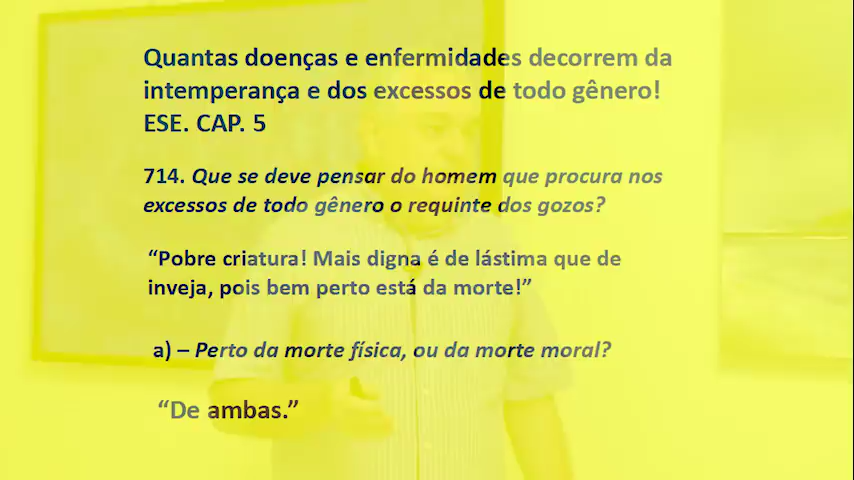 Quantas doenças e enfermidades decorrem da
intemperança e dos excessos de todo gênero!
ESE. CAP. 5
714. Que se deve pensar do homem que procura nos
excessos de todo gênero o requinte dos gozos?
“Pobre criatura! Mais digna é de lástima que de
inveja, pois bem perto está da morte!”
a) – Perto da morte física, ou da morte moral?
“De ambas.”